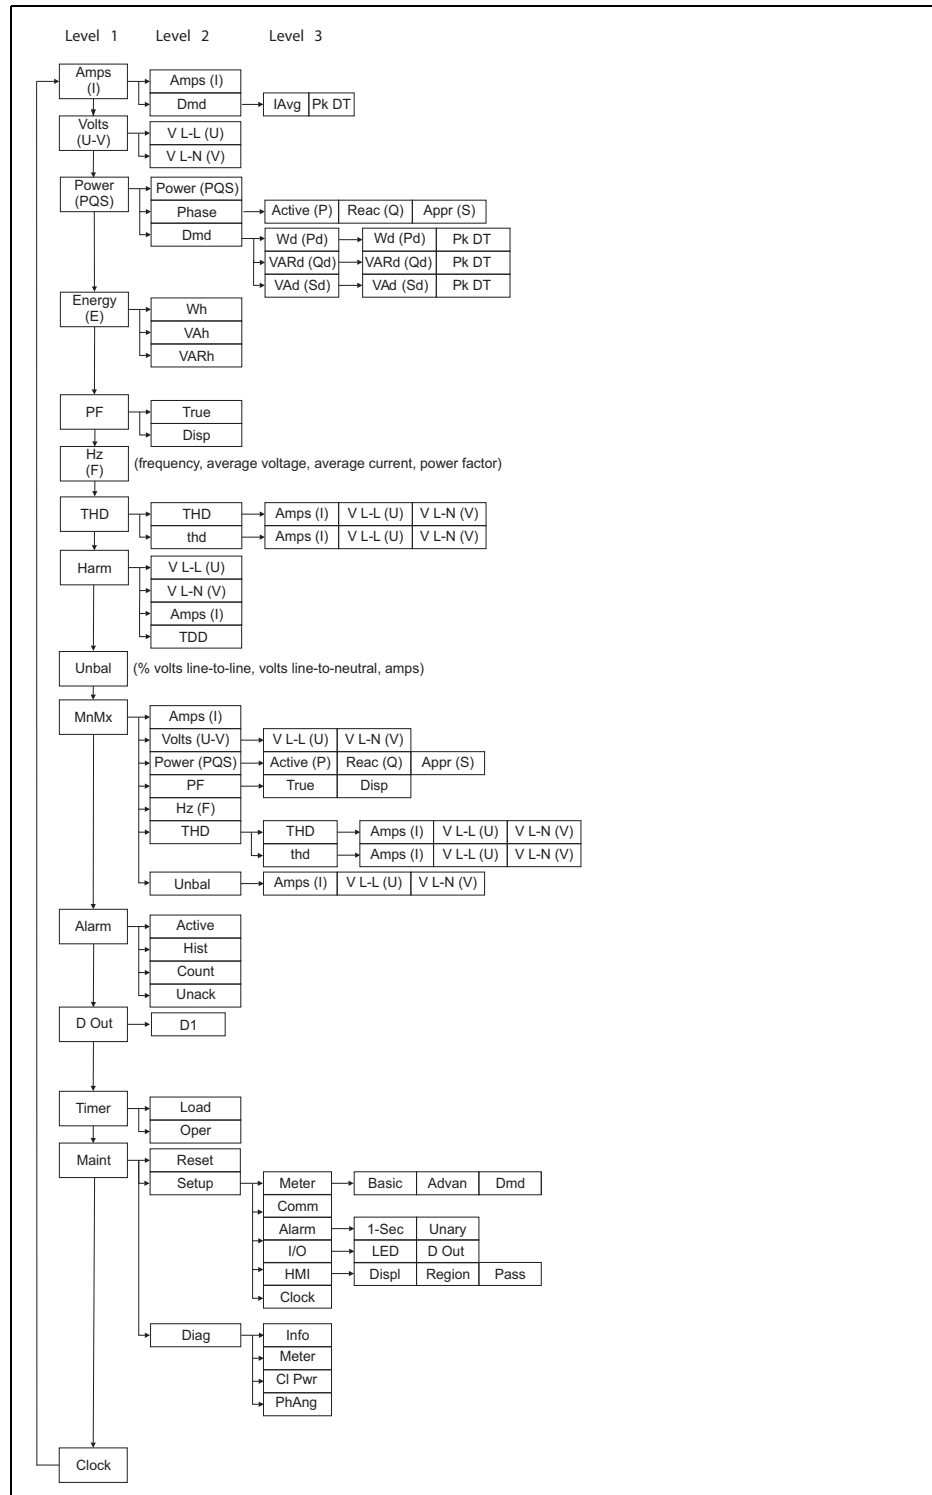 Level 1 Level 2 Level 3
Amps (I)
Amps (I)
Dmd IAvg Pk DT
Volts (U-V)
V L-L (U)
V L-N (V)
Power (PQS)
Power (PQS)
Phase Active (P) Reac (Q) Appr (S)
Dmd Wd (Pd) Wd (Pd) Pk DT
VARd (Qd) VARd (Qd) Pk DT
VAd (Sd) VAd (Sd) Pk DT
Energy (E)
Wh
VAh
VARh
PF True
Disp
Hz (F) (frequency, average voltage, average current, power factor)
THD THD Amps (I) V L-L (U) V L-N (V)
thd Amps (I) V L-L (U) V L-N (V)
Harm V L-L (U)
V L-N (V)
Amps (I)
TDD
Unbal (% volts line-to-line, volts line-to-neutral, amps)
MnMx Amps (I)
Volts (U-V) V L-L (U) V L-N (V)
Power (PQS) Active (P) Reac (Q) Appr (S)
PF True Disp
Hz (F)
THD THD Amps (I) V L-L (U) V L-N (V)
thd Amps (I) V L-L (U) V L-N (V)
Unbal Amps (I) V L-L (U) V L-N (V)
Alarm Active
Hist
Count
Unack
D Out D1
Timer Load
Oper
Maint Reset
Setup Meter Basic Advan Dmd
Comm
Alarm 1-Sec Unary
I/O LED D Out
HMI Displ Region Pass
Clock
Diag Info
Meter
Cl Pwr
PhAng
Clock